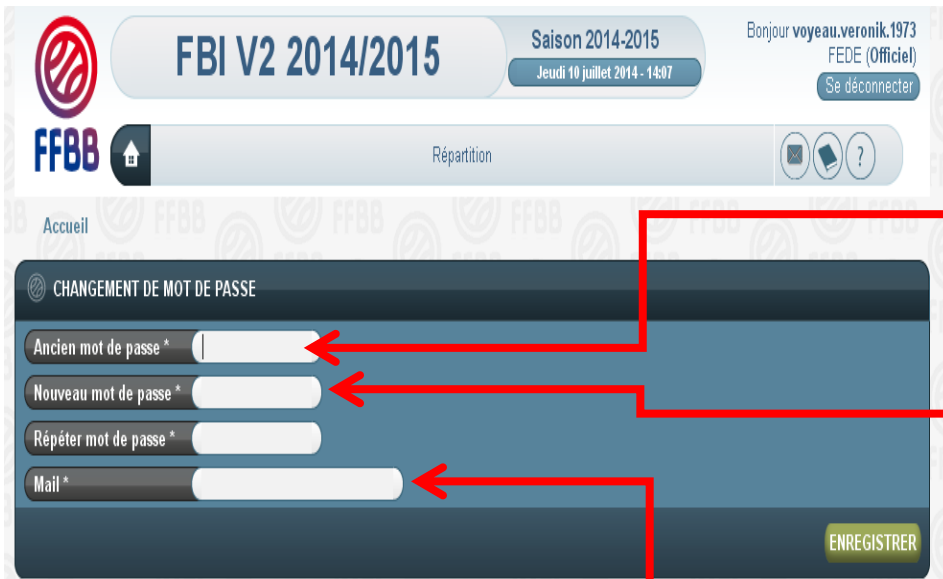 FFBB
FBI V2 2014/2015
Saison 2014-2015
Jeudi 10 juillet 2014 - 14:07
Bonjour voyeau.veronik.1973
FEDE (Officiel)
Se déconnecter
Répartition
?
Accueil
CHANGEMENT DE MOT DE PASSE
Ancien mot de passe *
Nouveau mot de passe *
Répéter mot de passe *
Mail *
ENREGISTRER